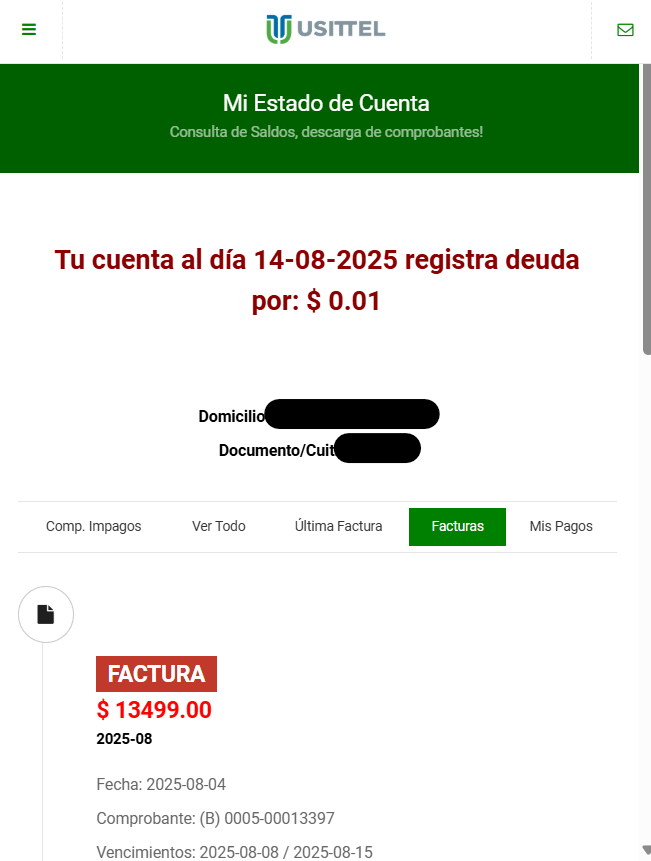 USITTEL
Mi Estado de Cuenta
Consulta de Saldos, descarga de comprobantes!
Tu cuenta al día 14-08-2025 registra deuda
por: $ 0.01
Domicilio
Documento/Cuit
Comp. Impagos Ver Todo Última Factura Facturas Mis Pagos
FACTURA
$ 13499.00
2025-08
Fecha: 2025-08-04
Comprobante: (B) 0005-00013397
Vencimientos: 2025-08-08 / 2025-08-15